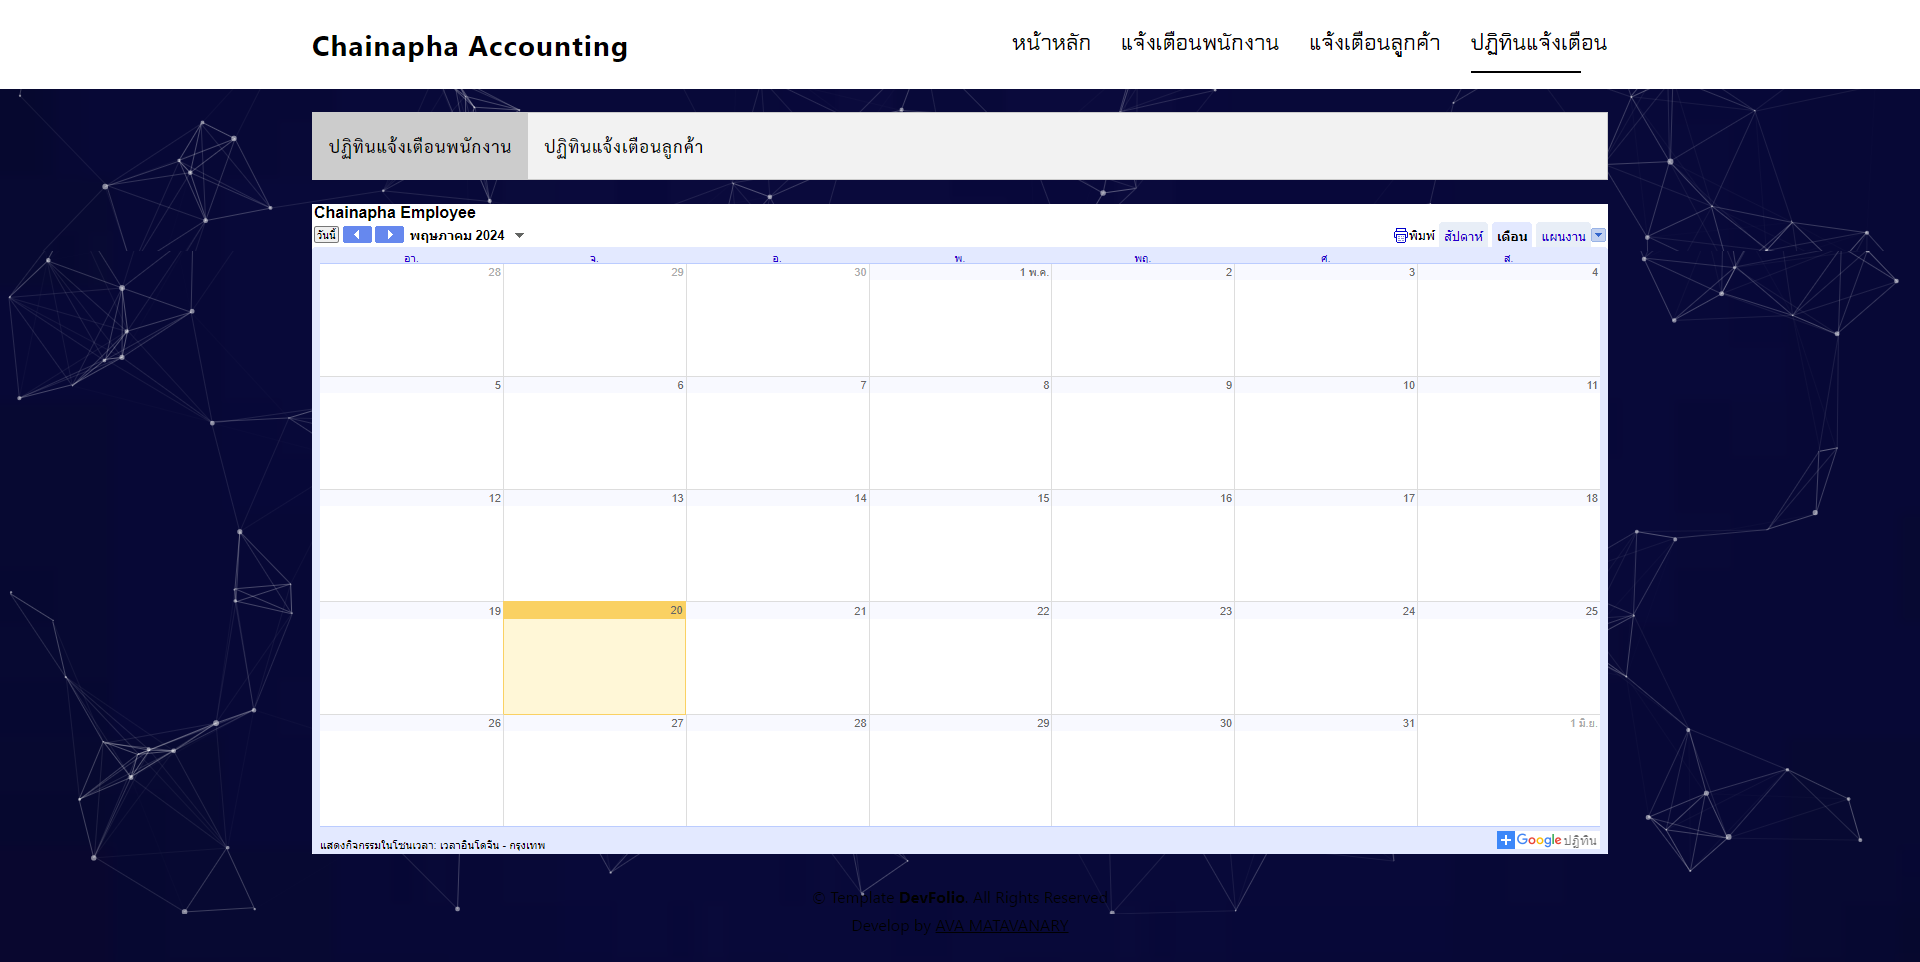 Chainapha Accounting
หน้าหลัก แจ้งเตือนพนักงาน แจ้งเตือนลูกค้า ปฏิทินแจ้งเตือน
ปฏิทินแจ้งเตือนพนักงาน ปฏิทินแจ้งเตือนลูกค้า
Chainapha Employee
วันนี้ พฤษภาคม 2024 พิมพ์ สัปดาห์ เดือน แผนงาน
อา. จ. อ. พ. พฤ. ศ. ส.
28 29 30 1 พ.ค. 2 3 4
5 6 7 8 9 10 11
12 13 14 15 16 17 18
19 20 21 22 23 24 25
26 27 28 29 30 31 1 มิ.ย.
แสดงกิจกรรมในโซนเวลา: เวลาอินโดจีน - กรุงเทพ
Google ปฏิทิน
© Template DevFolio. All Rights Reserved
Develop by AVA MATAVANARY